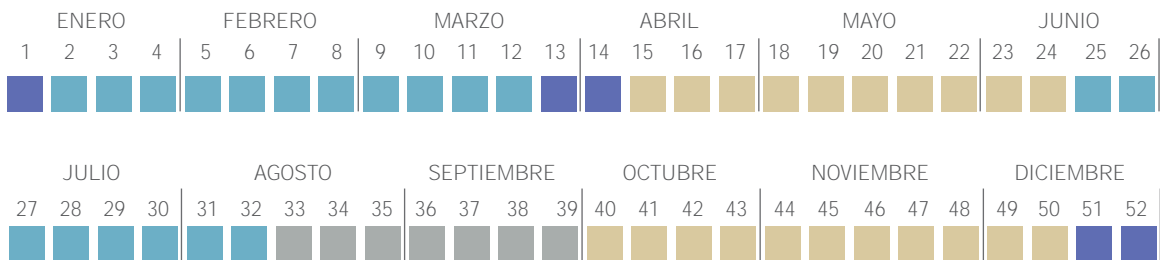 ENERO FEBRERO MARZO ABRIL MAYO JUNIO
1 2 3 4 5 6 7 8 9 10 11 12 13 14 15 16 17 18 19 20 21 22 23 24 25 26
JULIO AGOSTO SEPTIEMBRE OCTUBRE NOVIEMBRE DICIEMBRE
27 28 29 30 31 32 33 34 35 36 37 38 39 40 41 42 43 44 45 46 47 48 49 50 51 52